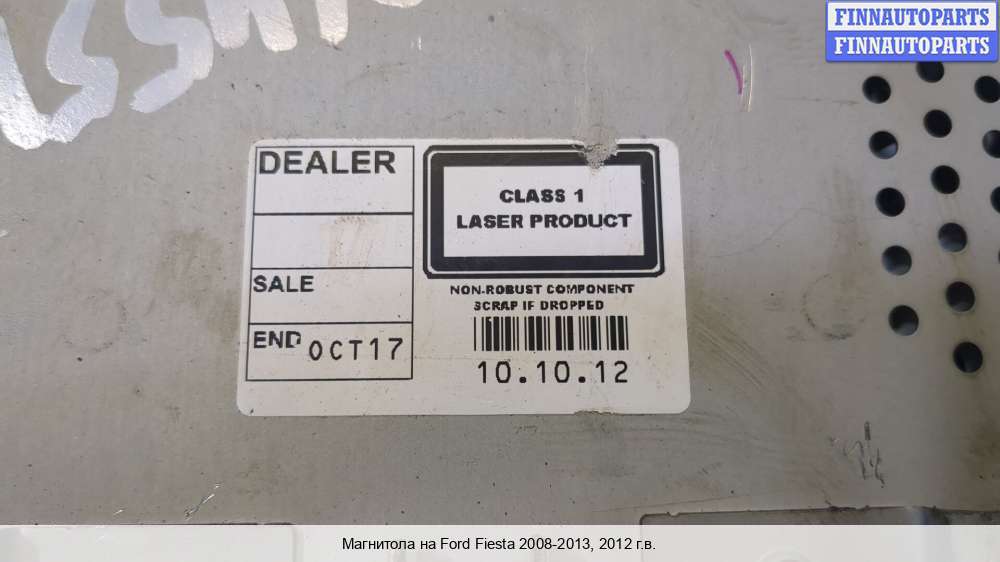 FINNAUTOPARTS
FINNAUTOPARTS
DEALER
CLASS 1
LASER PRODUCT
SALE
NON-ROBUST COMPONENT
SCRAP IF DROPPED
END OCT17
10.10.12
Магнитола на Ford Fiesta 2008-2013, 2012 г.в.